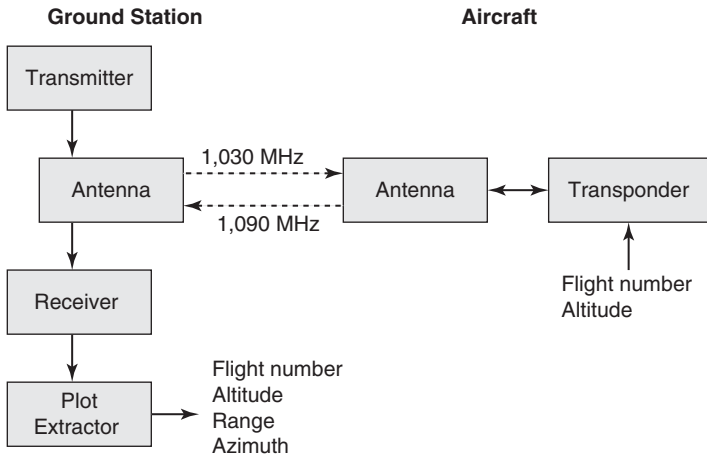 Ground Station
Aircraft
Transmitter
1,030 MHz
Antenna
Antenna
Transponder
1,090 MHz
Flight number
Altitude
Receiver
Flight number
Altitude
Range
Azimuth
Plot
Extractor